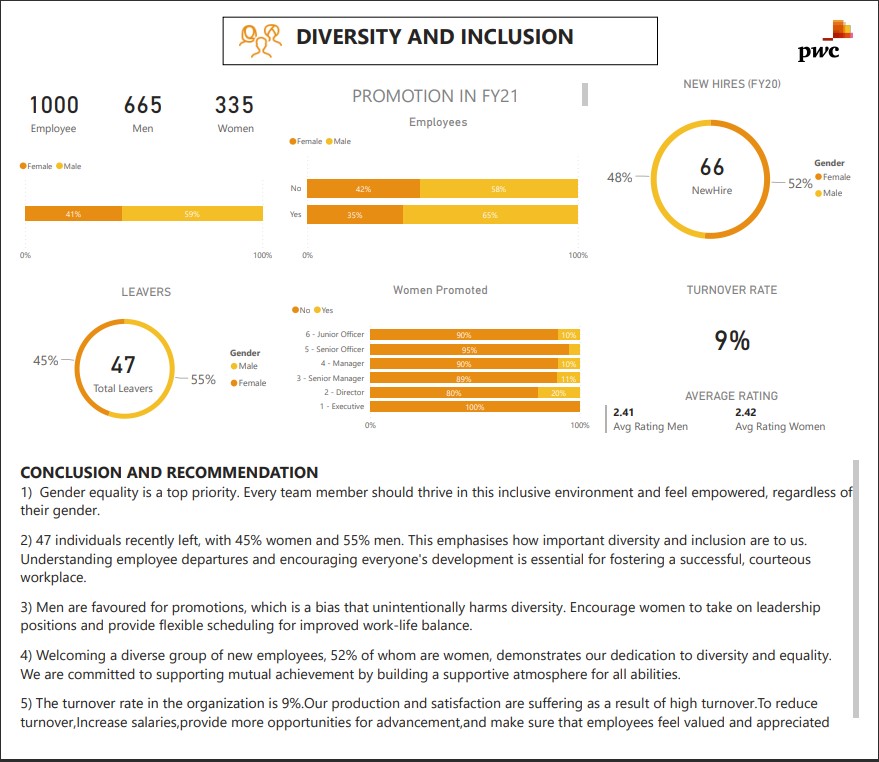 DIVERSITY AND INCLUSION
pwc
1000
Employee
665
Men
335
Women
Female Male
41% 59%
0% 100%
PROMOTION IN FY21
Employees
Female Male
No 42% 58%
Yes 35% 65%
0% 100%
NEW HIRES (FY20)
48%
66
NewHire
52%
Gender
Female
Male
LEAVERS
45%
47
Total Leavers
55%
Gender
Male
Female
Women Promoted
No Yes
6 - Junior Officer 90% 10%
5 - Senior Officer 95%
4 - Manager 90% 10%
3 - Senior Manager 89% 11%
2 - Director 80% 20%
1 - Executive 100%
0% 100%
TURNOVER RATE
9%
AVERAGE RATING
2.41
Avg Rating Men
2.42
Avg Rating Women
CONCLUSION AND RECOMMENDATION
1) Gender equality is a top priority. Every team member should thrive in this inclusive environment and feel empowered, regardless of
their gender.
2) 47 individuals recently left, with 45% women and 55% men. This emphasises how important diversity and inclusion are to us.
Understanding employee departures and encouraging everyone's development is essential for fostering a successful, courteous
workplace.
3) Men are favoured for promotions, which is a bias that unintentionally harms diversity. Encourage women to take on leadership
positions and provide flexible scheduling for improved work-life balance.
4) Welcoming a diverse group of new employees, 52% of whom are women, demonstrates our dedication to diversity and equality.
We are committed to supporting mutual achievement by building a supportive atmosphere for all abilities.
5) The turnover rate in the organization is 9%.Our production and satisfaction are suffering as a result of high turnover.To reduce
turnover,Increase salaries,provide more opportunities for advancement,and make sure that employees feel valued and appreciated